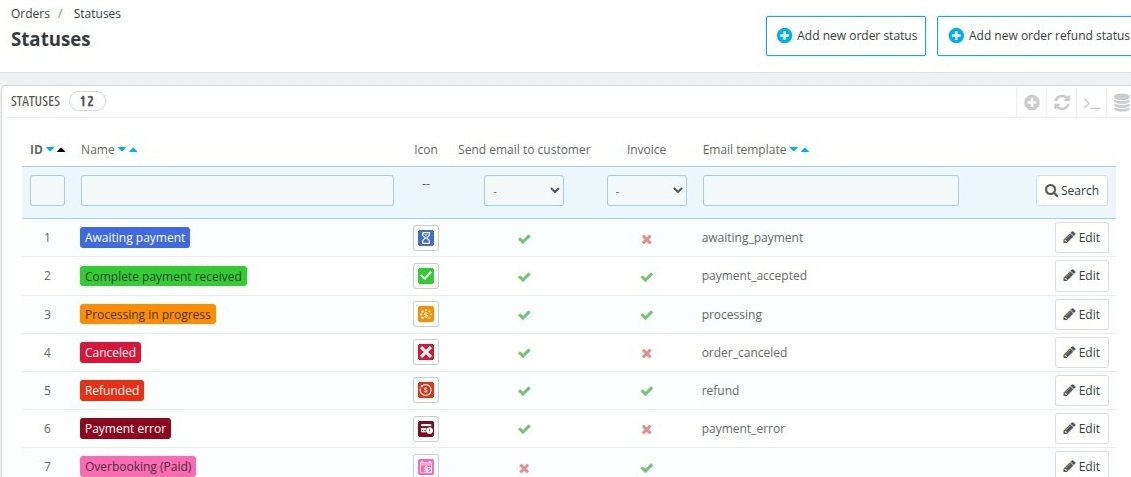 Orders / Statuses
Statuses
Add new order status
Add new order refund status
STATUSES 12
ID Name Icon Send email to customer Invoice Email template
-- - - Search
1 Awaiting payment awaiting_payment Edit
2 Complete payment received payment_accepted Edit
3 Processing in progress processing Edit
4 Canceled order_canceled Edit
5 Refunded refund Edit
6 Payment error payment_error Edit
7 Overbooking (Paid) Edit